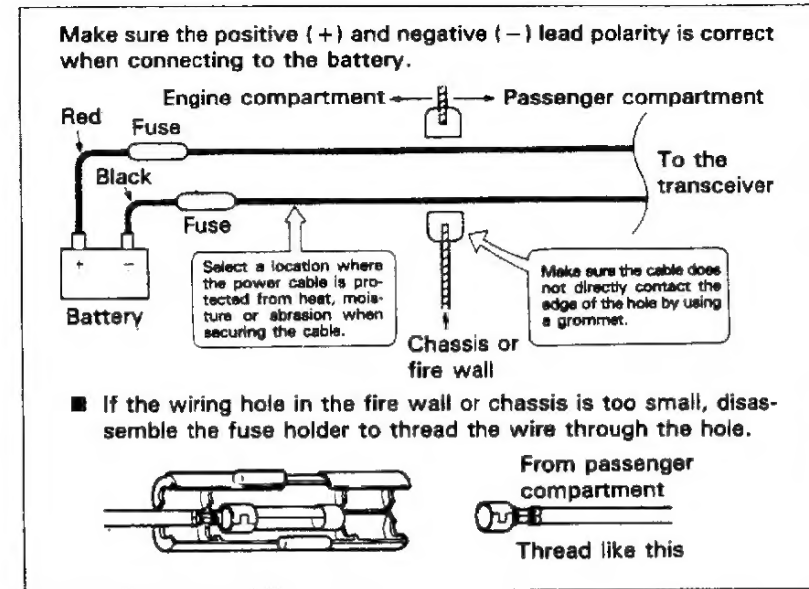 Make sure the positive (+) and negative (−) lead polarity is correct
when connecting to the battery.
Engine compartment
Passenger compartment
Red
Fuse
To the
transceiver
Black
Fuse
+
−
Battery
Select a location where
the power cable is pro-
tected from heat, mois-
ture or abrasion when
securing the cable.
Make sure the cable does
not directly contact the
edge of the hole by using
a grommet.
Chassis or
fire wall
■ If the wiring hole in the fire wall or chassis is too small, disas-
semble the fuse holder to thread the wire through the hole.
From passenger
compartment
Thread like this